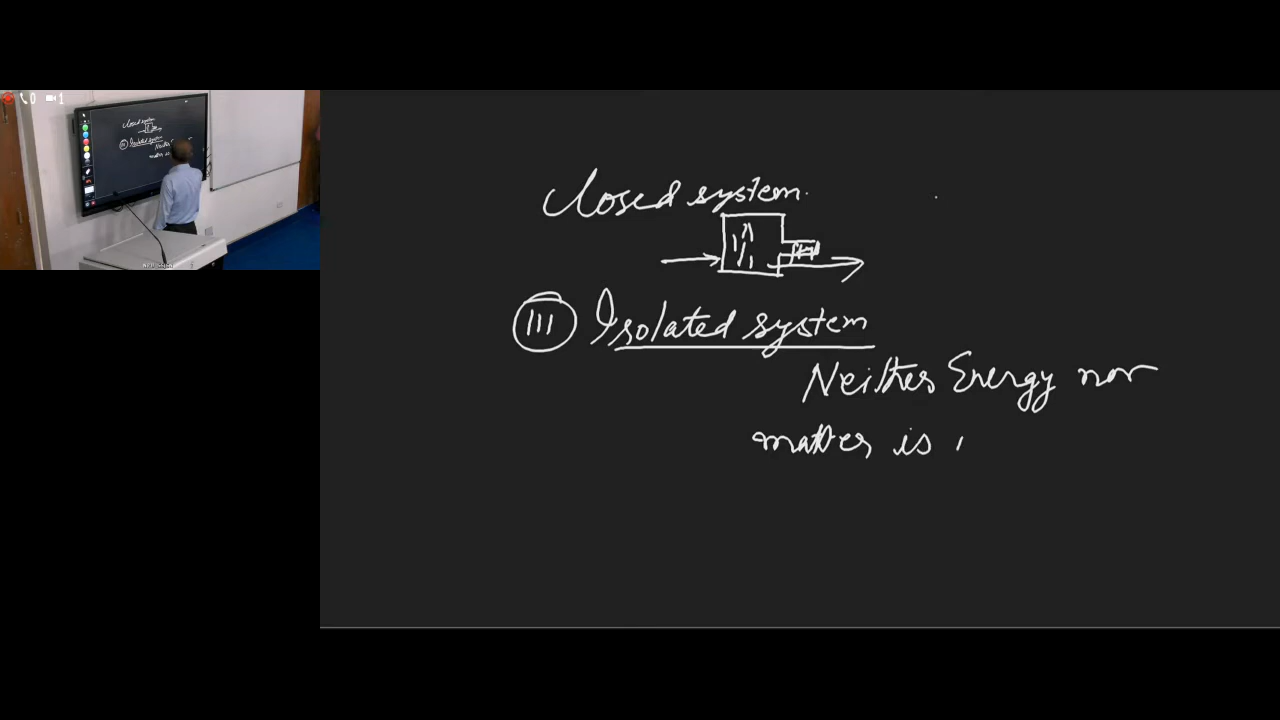 Closed system.
III Isolated system
Neither Energy nor
matter is